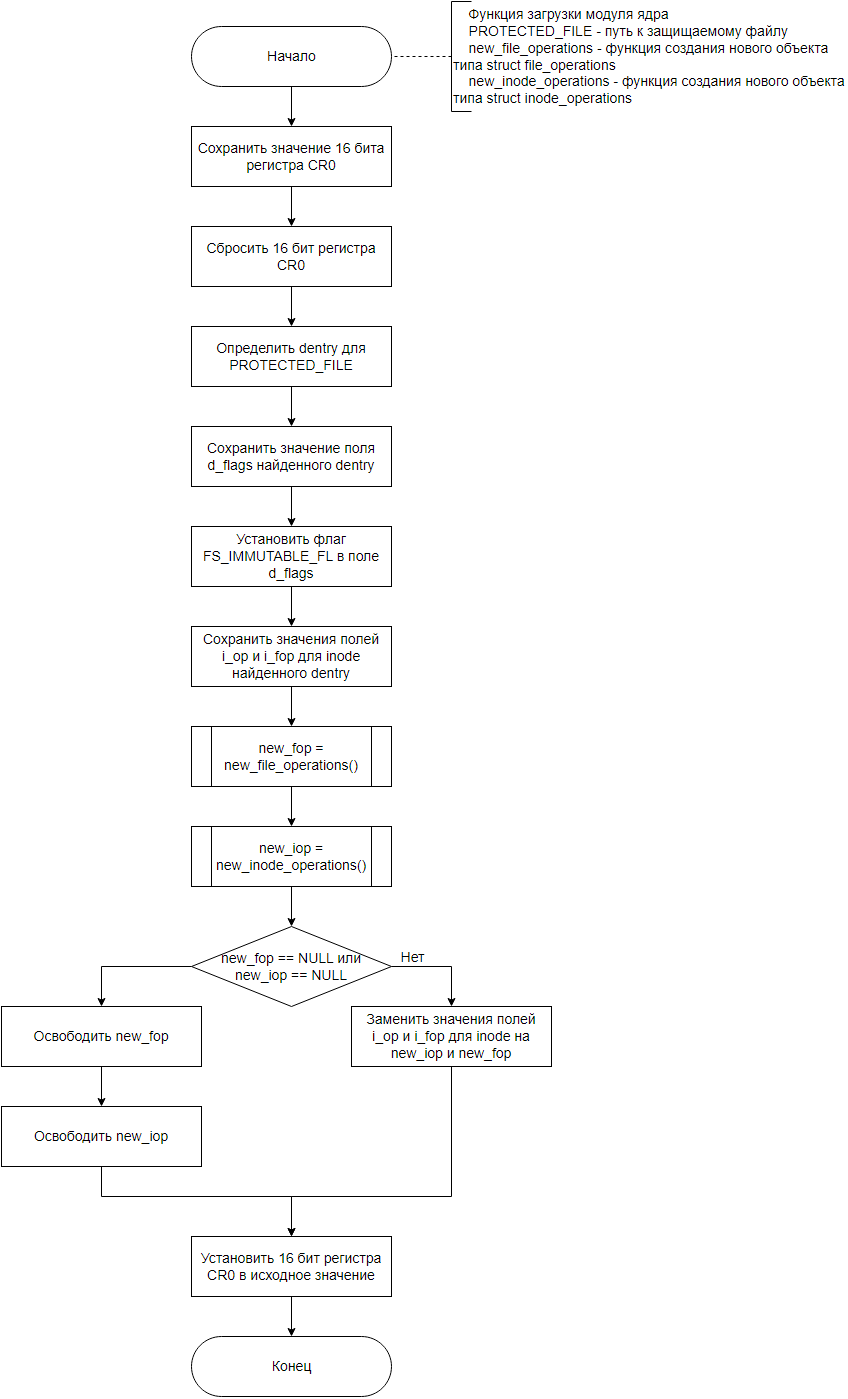 Функция загрузки модуля ядра
PROTECTED_FILE - путь к защищаемому файлу
new_file_operations - функция создания нового объекта
типа struct file_operations
new_inode_operations - функция создания нового объекта
типа struct inode_operations
Начало
Сохранить значение 16 бита
регистра CR0
Сбросить 16 бит регистра
CR0
Определить dentry для
PROTECTED_FILE
Сохранить значение поля
d_flags найденного dentry
Установить флаг
FS_IMMUTABLE_FL в поле
d_flags
Сохранить значения полей
i_op и i_fop для inode
найденного dentry
new_fop =
new_file_operations()
new_iop =
new_inode_operations()
new_fop == NULL или
new_iop == NULL
Нет
Освободить new_fop
Заменить значения полей
i_op и i_fop для inode на
new_iop и new_fop
Освободить new_iop
Установить 16 бит регистра
CR0 в исходное значение
Конец